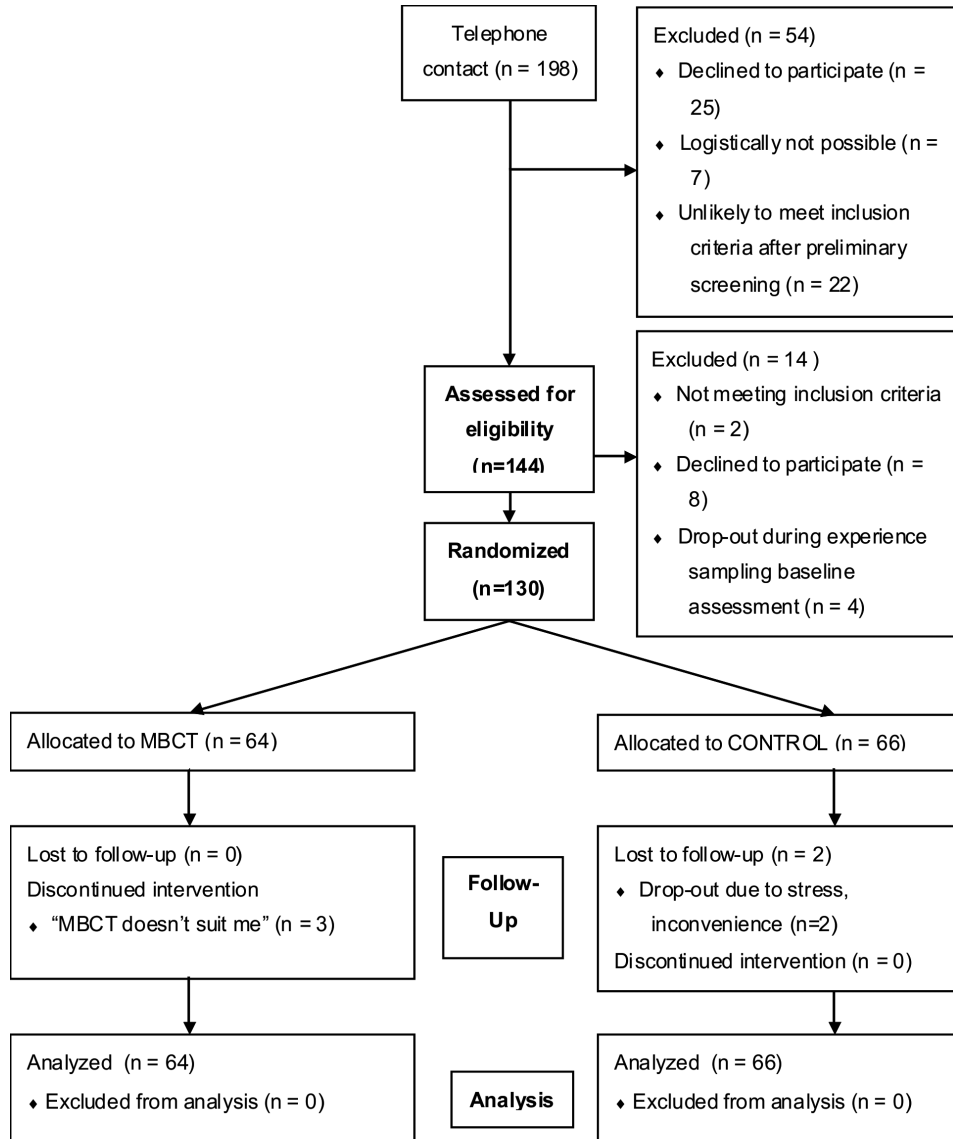 Telephone
contact (n = 198)
Excluded (n = 54)
♦ Declined to participate (n =
25)
♦ Logistically not possible (n =
7)
♦ Unlikely to meet inclusion
criteria after preliminary
screening (n = 22)
Assessed for
eligibility
(n=144)
Excluded (n = 14 )
♦ Not meeting inclusion criteria
(n = 2)
♦ Declined to participate (n =
8)
♦ Drop-out during experience
sampling baseline
assessment (n = 4)
Randomized
(n=130)
Allocated to MBCT (n = 64)
Allocated to CONTROL (n = 66)
Lost to follow-up (n = 0)
Discontinued intervention
♦ “MBCT doesn’t suit me” (n = 3)
Follow-
Up
Lost to follow-up (n = 2)
♦ Drop-out due to stress,
inconvenience (n=2)
Discontinued intervention (n = 0)
Analyzed (n = 64)
♦ Excluded from analysis (n = 0)
Analysis
Analyzed (n = 66)
♦ Excluded from analysis (n = 0)